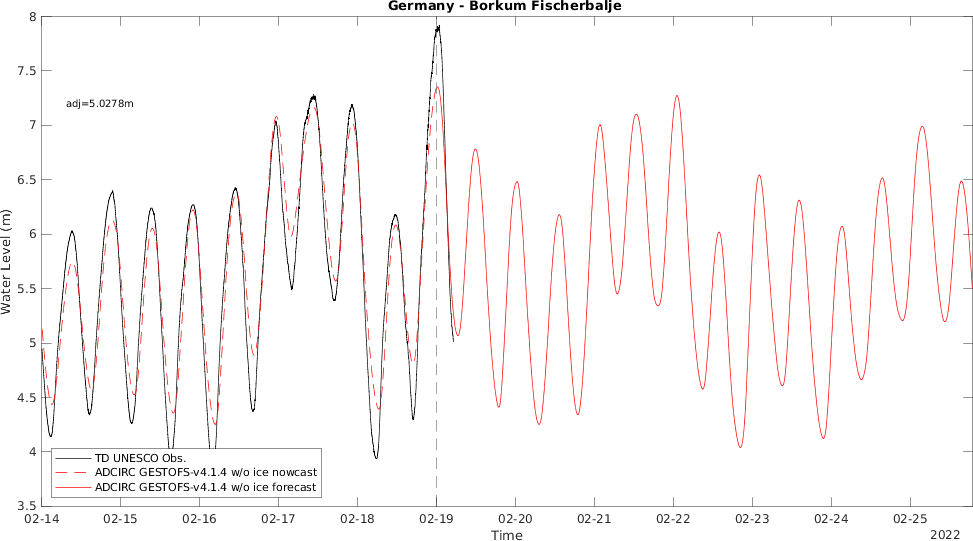 Germany - Borkum Fischerbalje
8
7.5
7
6.5
6
5.5
5
4.5
4
3.5
Water Level (m)
adj=5.0278m
TD UNESCO Obs.
ADCIRC GESTOFS-v4.1.4 w/o ice nowcast
ADCIRC GESTOFS-v4.1.4 w/o ice forecast
02-14 02-15 02-16 02-17 02-18 02-19 02-20 02-21 02-22 02-23 02-24 02-25
Time
2022